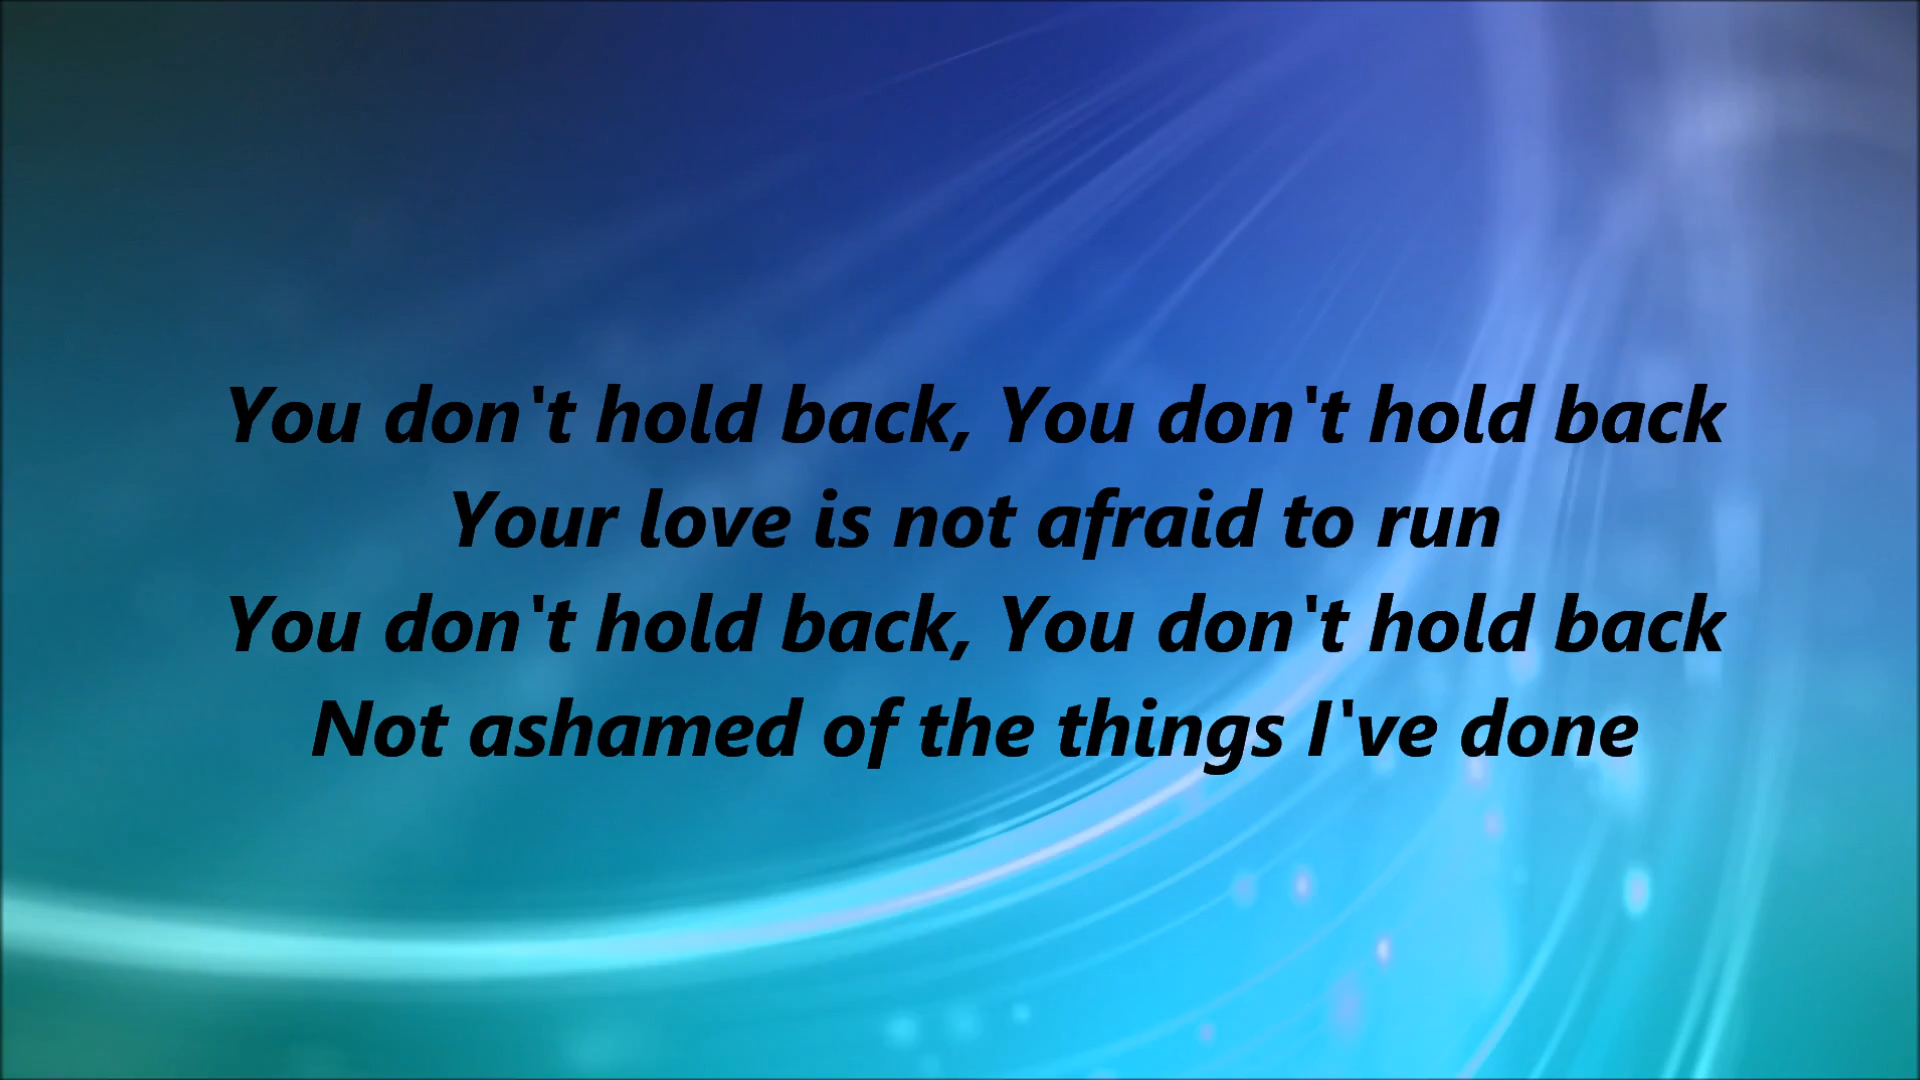 You don't hold back, You don't hold back
Your love is not afraid to run
You don't hold back, You don't hold back
Not ashamed of the things I've done